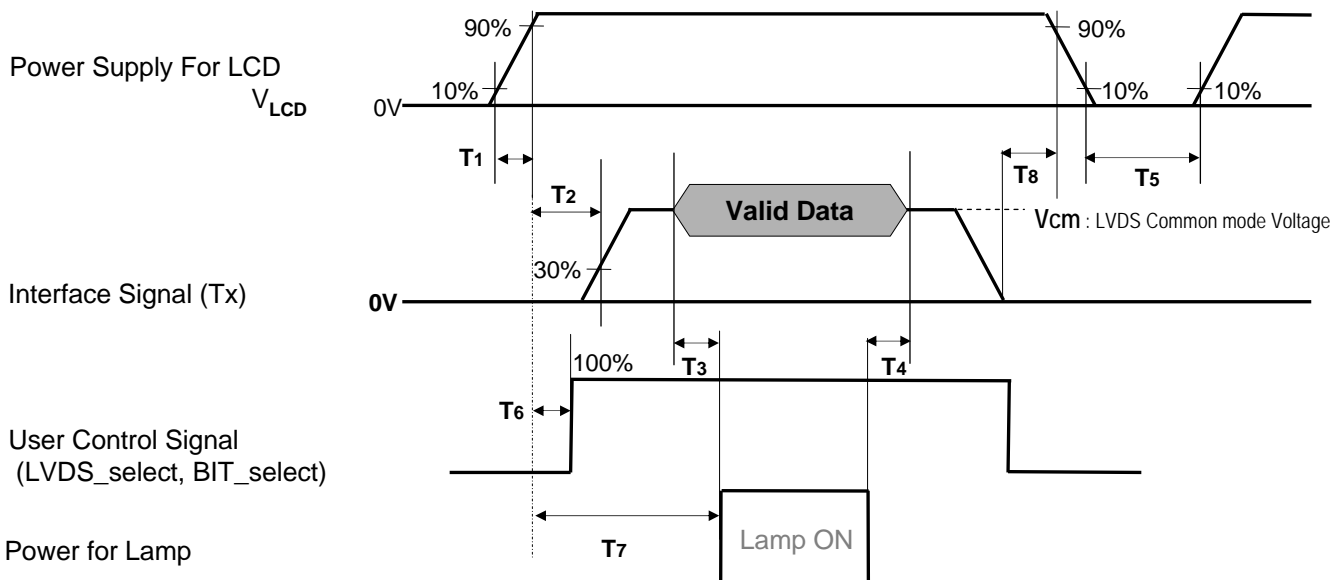 90%
90%
Power Supply For LCD
VLCD
10%
10%
10%
0V
T1
T2
T8
T5
Valid Data
Vcm : LVDS Common mode Voltage
30%
Interface Signal (Tx)
0V
T3
T4
100%
T6
User Control Signal
(LVDS_select, BIT_select)
T7
Lamp ON
Power for Lamp